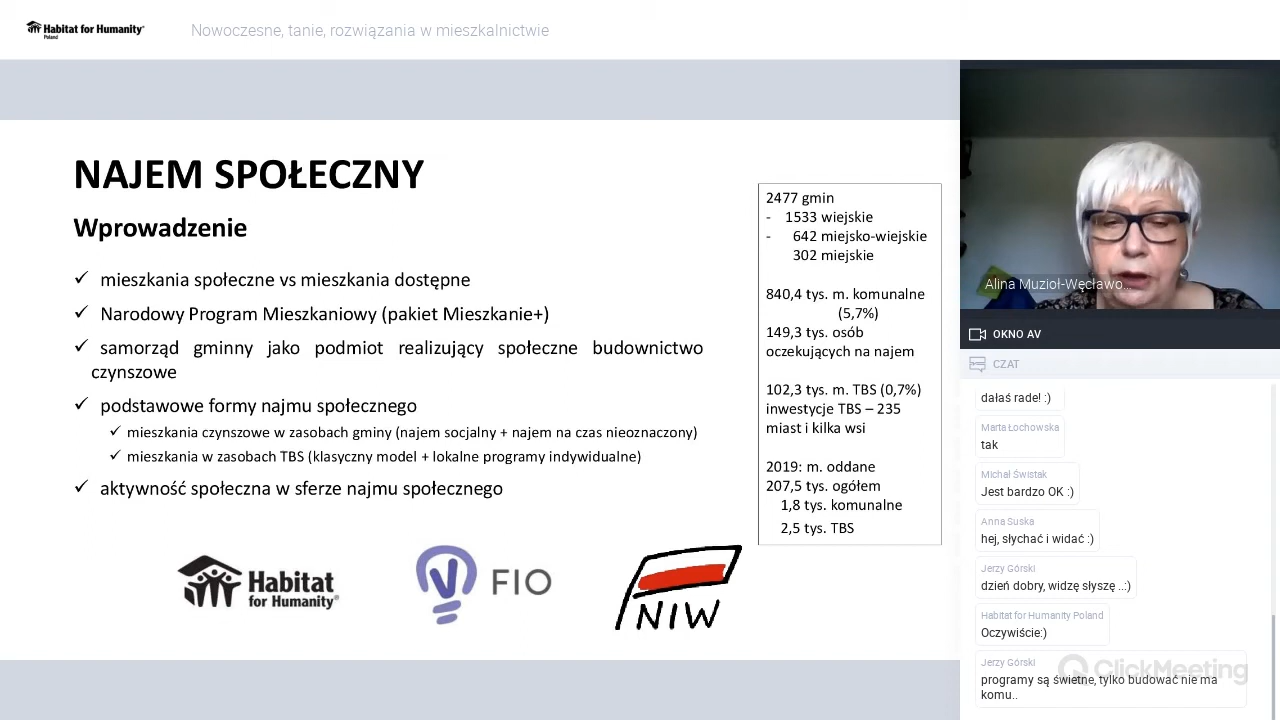 Habitat for Humanity®
Poland
Nowoczesne, tanie, rozwiązania w mieszkalnictwie
NAJEM SPOŁECZNY
Wprowadzenie
✓ mieszkania społeczne vs mieszkania dostępne
✓ Narodowy Program Mieszkaniowy (pakiet Mieszkanie+)
✓ samorząd gminny jako podmiot realizujący społeczne budownictwo
czynszowe
✓ podstawowe formy najmu społecznego
✓ mieszkania czynszowe w zasobach gminy (najem socjalny + najem na czas nieoznaczony)
✓ mieszkania w zasobach TBS (klasyczny model + lokalne programy indywidualne)
✓ aktywność społeczna w sferze najmu społecznego
2477 gmin
- 1533 wiejskie
- 642 miejsko-wiejskie
302 miejskie
840,4 tys. m. komunalne
(5,7%)
149,3 tys. osób
oczekujących na najem
102,3 tys. m. TBS (0,7%)
inwestycje TBS – 235
miast i kilka wsi
2019: m. oddane
207,5 tys. ogółem
1,8 tys. komunalne
2,5 tys. TBS
Habitat
for Humanity®
FIO
NIW
Alina Muzioł-Węcławo...
OKNO AV
CZAT
dałaś rade! :)
Marta Łochowska
tak
Michał Świstak
Jest bardzo OK :)
Anna Suska
hej, słychać i widać :)
Jerzy Górski
dzień dobry, widzę słyszę ..:)
Habitat for Humanity Poland
Oczywiście:)
Jerzy Górski
programy są świetne, tylko budować nie ma
komu..
ClickMeeting